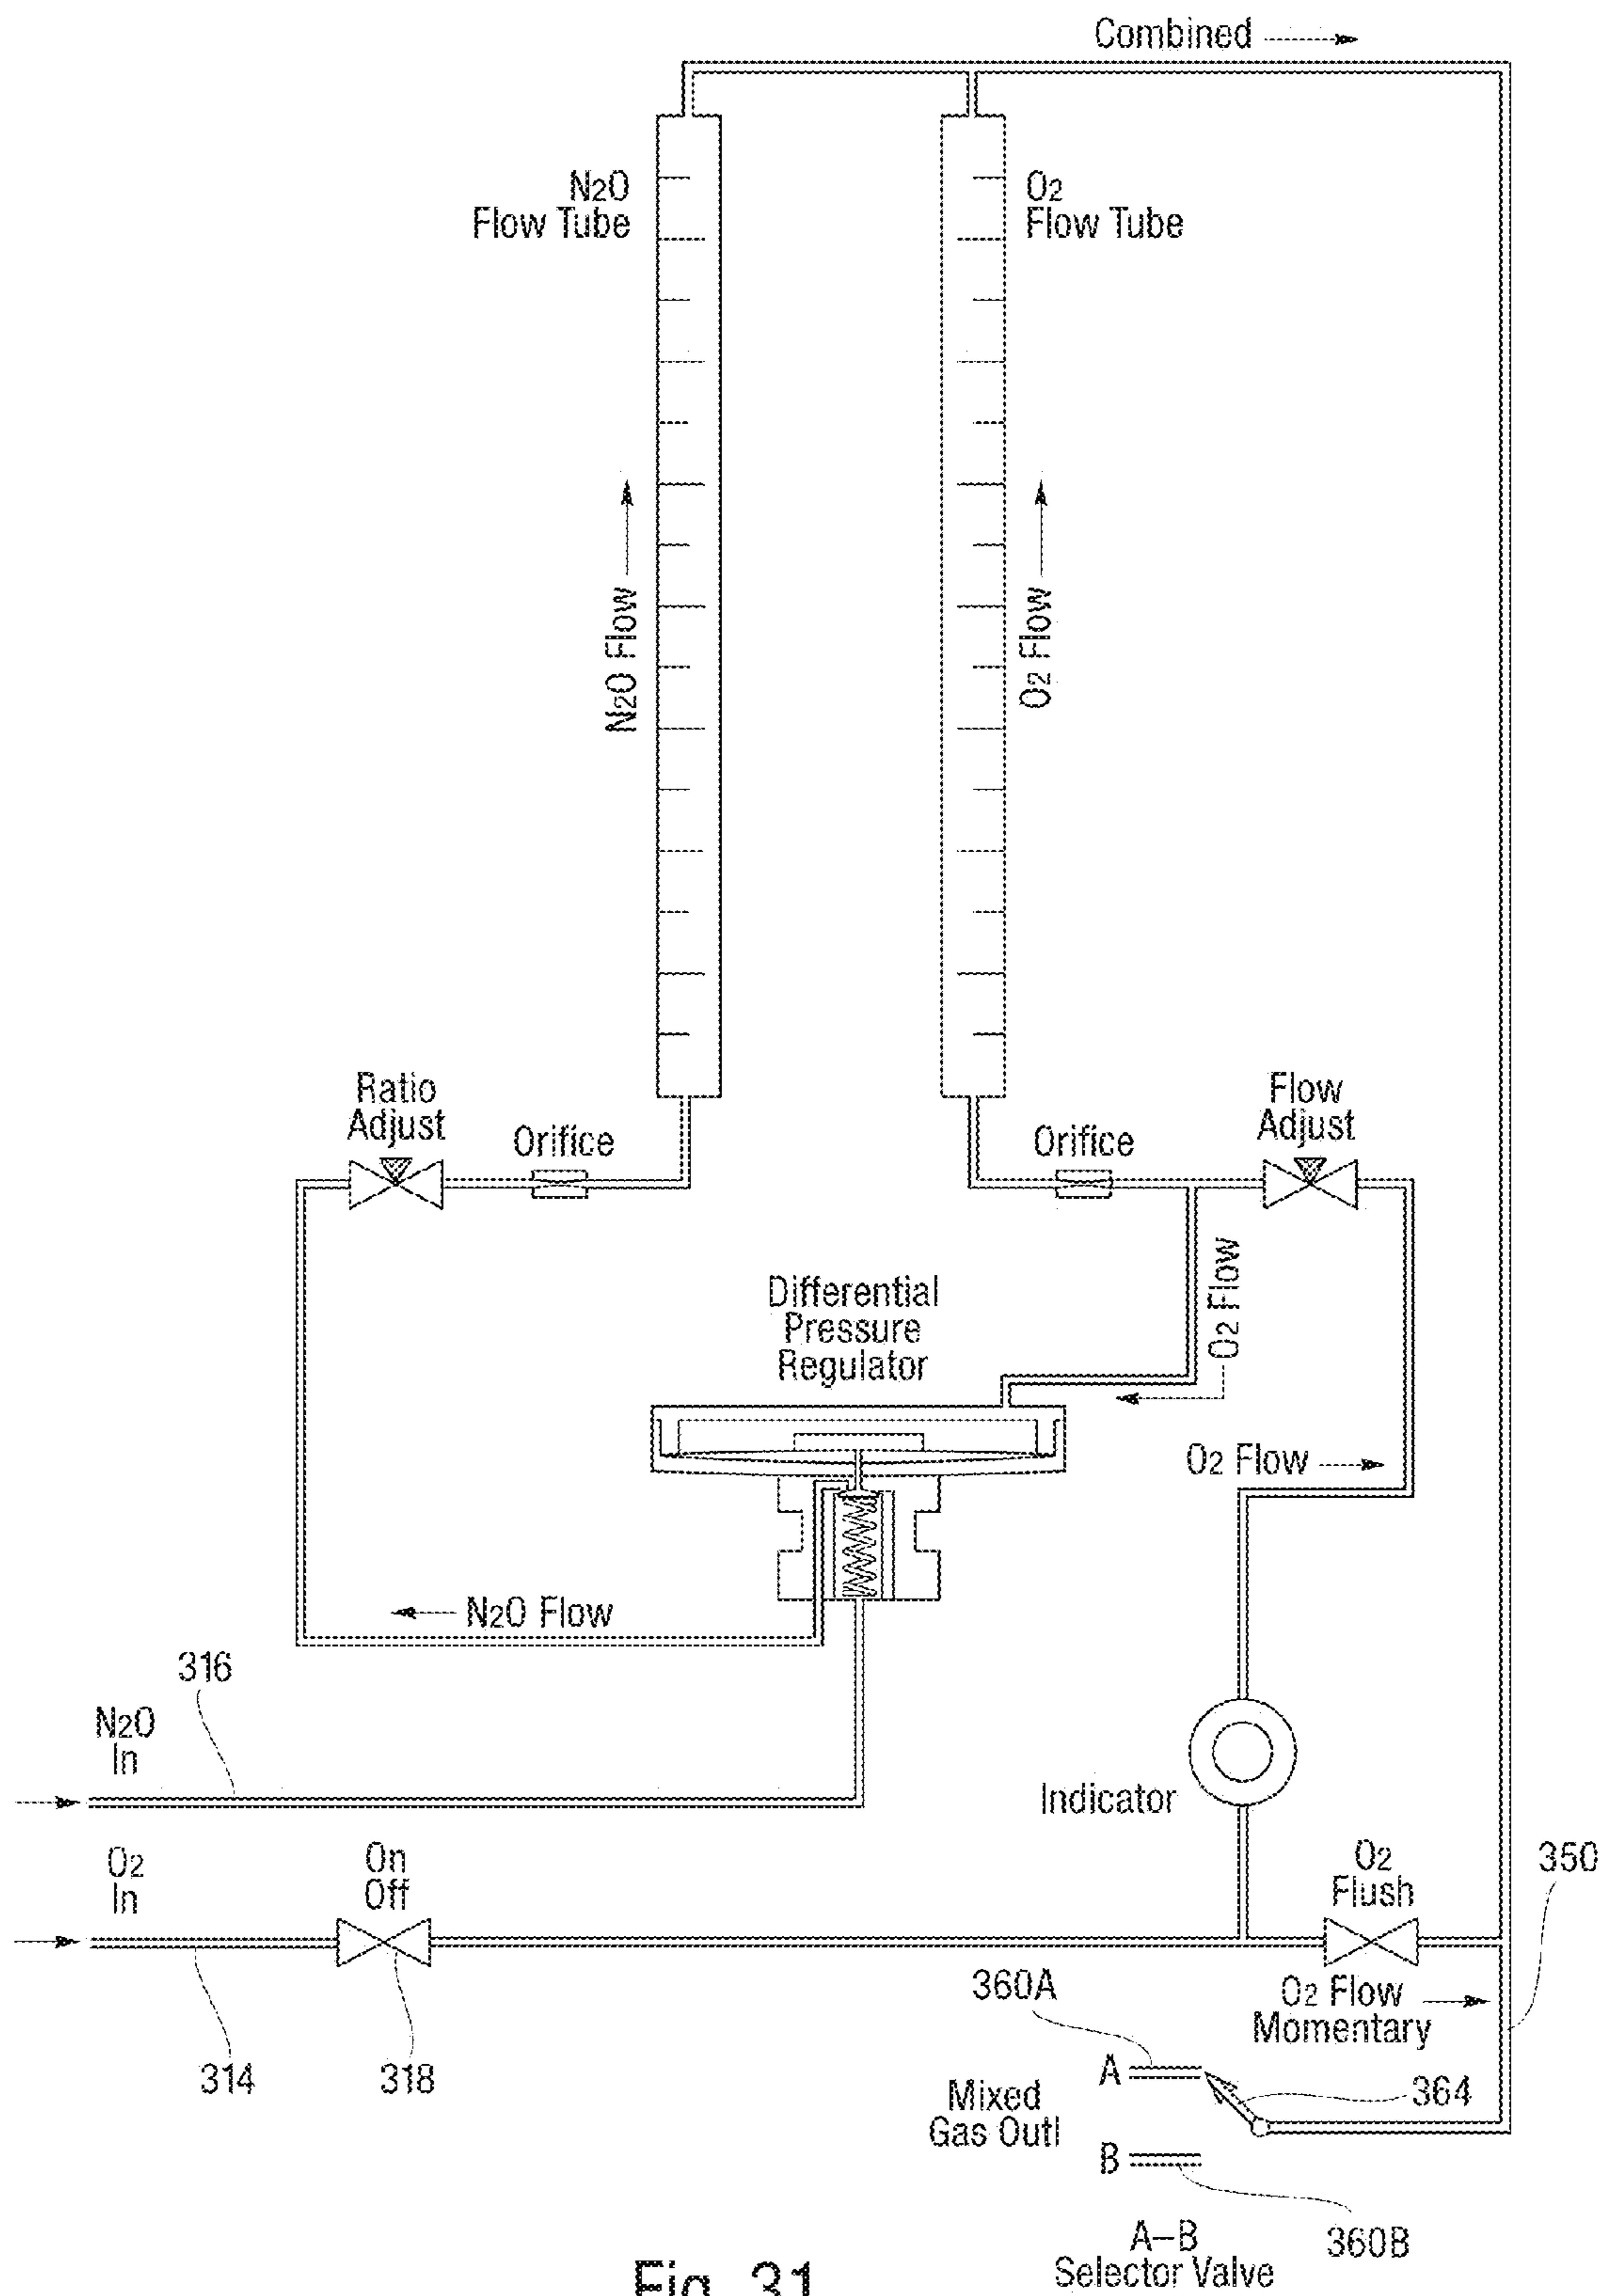 Combined
N2O
Flow Tube
O2
Flow Tube
N2O Flow
O2 Flow
Ratio
Adjust
Orifice
Orifice
Flow
Adjust
O2 Flow
Differential
Pressure
Regulator
O2 Flow
N2O Flow
316
N2O
In
Indicator
O2
In
On
Off
O2
Flush
350
360A
O2 Flow
Momentary
314
318
A
364
Mixed
Gas Outl
B
360B
A–B
Selector Valve
Fig. 31